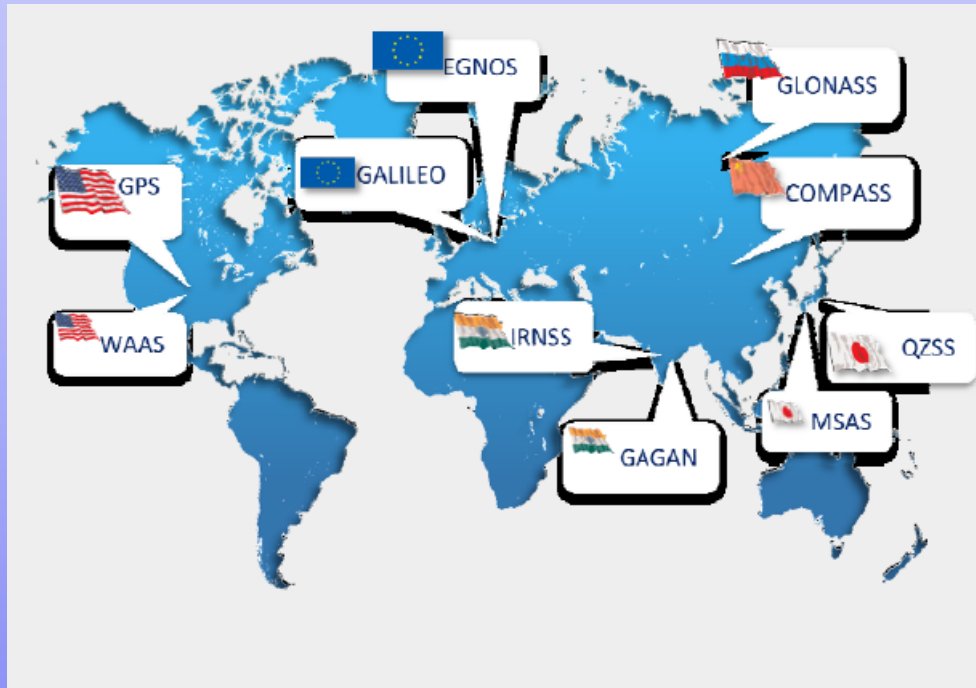 EGNOS
GLONASS
GALILEO
GPS
COMPASS
IRNSS
WAAS
QZSS
MSAS
GAGAN